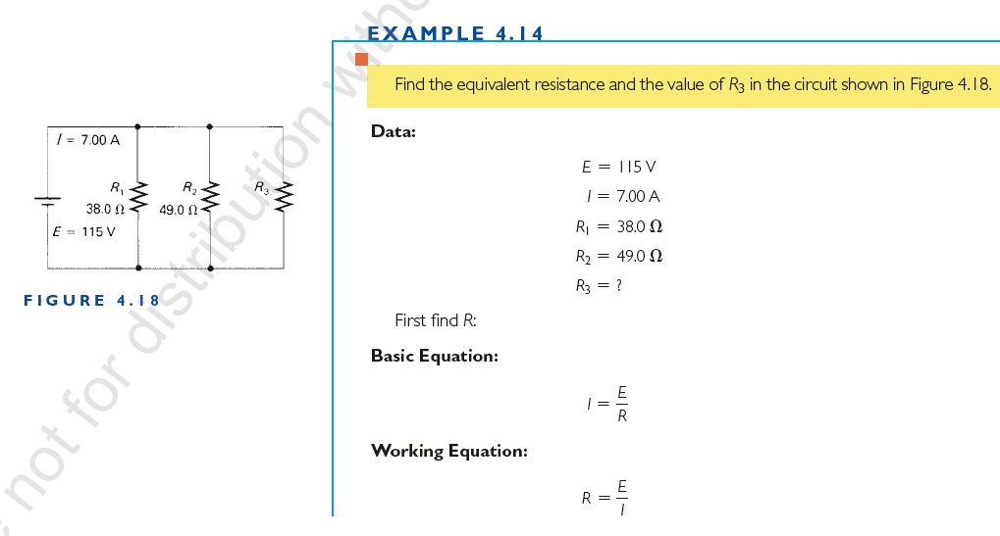 EXAMPLE 4.14
Find the equivalent resistance and the value of R₃ in the circuit shown in Figure 4.18.
I = 7.00 A
R₁
38.0 Ω
R₂
49.0 Ω
R₃
E = 115 V
FIGURE 4.18
Data:
E = 115 V
I = 7.00 A
R₁ = 38.0 Ω
R₂ = 49.0 Ω
R₃ = ?
First find R:
Basic Equation:
I = E/R
Working Equation:
R = E/I
not for distribution